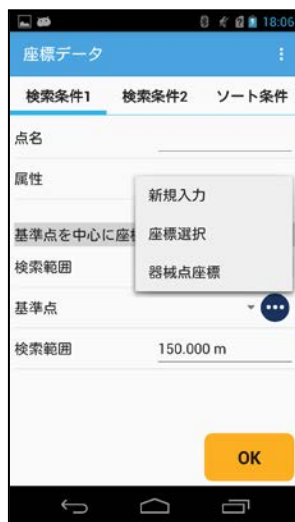 18:06
座標データ
検索条件1 検索条件2 ソート条件
点名
属性
新規入力
基準点を中心に座標
座標選択
検索範囲
器械点座標
基準点
検索範囲 150.000 m
OK